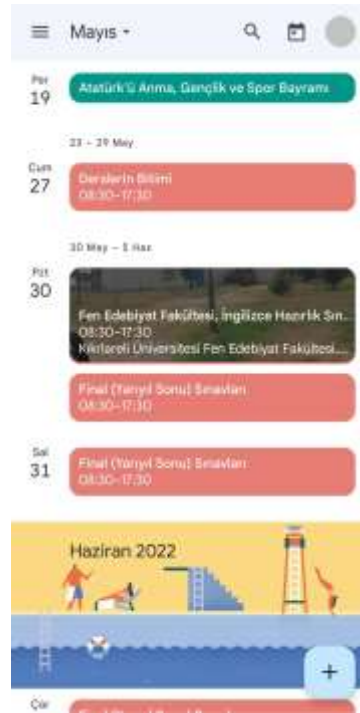 Mayıs
Per
19
Atatürk'ü Anma, Gençlik ve Spor Bayramı
23 – 29 May
Cum
27
Derslerin Bitimi
08:30–17:30
30 May – 5 Haz
Pzt
30
Fen Edebiyat Fakültesi, İngilizce Hazırlık Sın...
08:30–17:30
Kırklareli Üniversitesi Fen Edebiyat Fakültesi,...
Final (Yarıyıl Sonu) Sınavları
08:30–17:30
Sal
31
Final (Yarıyıl Sonu) Sınavları
08:30–17:30
Haziran 2022
+
Çar